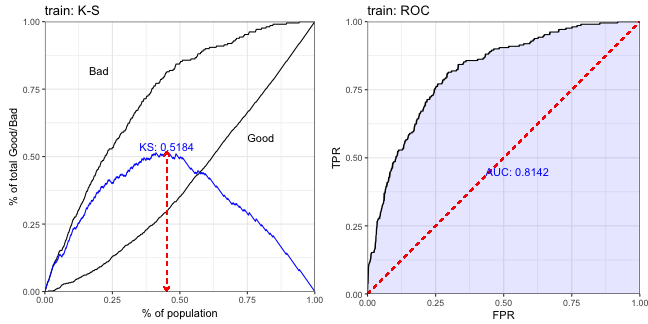 train: K-S
% of total Good/Bad
1.00
0.75
0.50
0.25
0.00
Bad
Good
KS: 0.5184
0.00 0.25 0.50 0.75 1.00
% of population
train: ROC
TPR
1.00
0.75
0.50
0.25
0.00
AUC: 0.8142
0.00 0.25 0.50 0.75 1.00
FPR